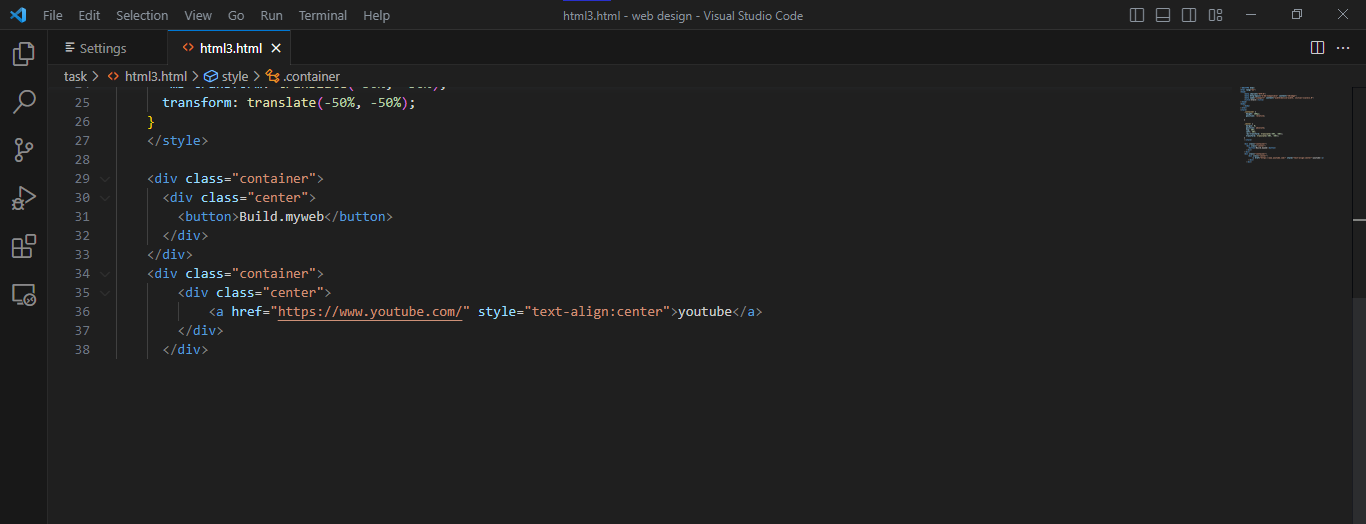 File Edit Selection View Go Run Terminal Help html3.html - web design - Visual Studio Code
Settings html3.html
task > html3.html > style > .container
25 transform: translate(-50%, -50%);
26 }
27 </style>
28
29 <div class="container">
30 <div class="center">
31 <button>Build.myweb</button>
32 </div>
33 </div>
34 <div class="container">
35 <div class="center">
36 <a href="https://www.youtube.com/" style="text-align:center">youtube</a>
37 </div>
38 </div>